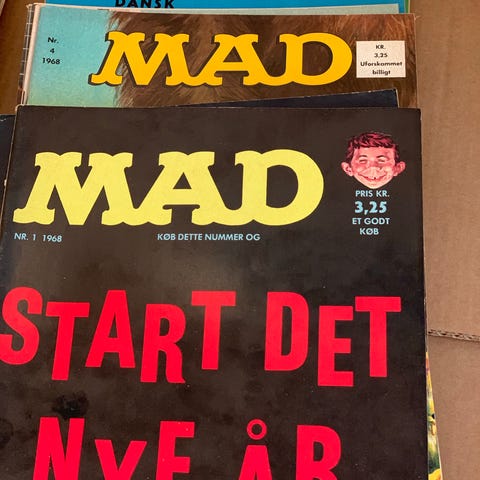 DANSK
Nr.
4
1968
MAD
KR.
3,25
Uforskammet
billigt
MAD
PRIS KR.
3,25
ET GODT
KØB
NR. 1 1968
KØB DETTE NUMMER OG
START DET
NYE ÅR